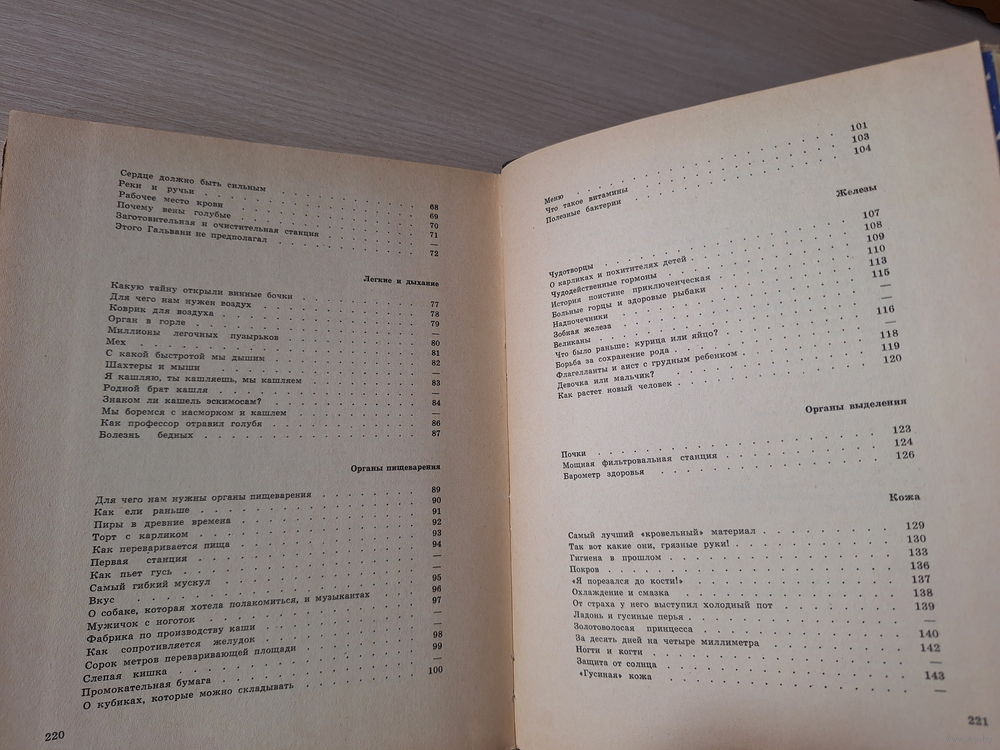 Сердце должно быть сильным 68
Реки и ручьи 69
Рабочее место крови 70
Почему вены голубые 71
Заготовительная и очистительная станция —
Этого Гальвани не предполагал 72
Легкие и дыхание
Какую тайну открыли винные бочки 77
Для чего нам нужен воздух 78
Коврик для воздуха 79
Орган в горле —
Миллионы легочных пузырьков 80
Мех 81
С какой быстротой мы дышим 82
Шахтеры и мыши —
Я кашляю, ты кашляешь, мы кашляем 83
Родной брат кашля —
Знаком ли кашель эскимосам? 84
Мы боремся с насморком и кашлем —
Как профессор отравил голубя 86
Болезнь бедных 87
Органы пищеварения
Для чего нам нужны органы пищеварения 89
Как ели раньше 90
Пиры в древние времена 91
Торт с карликом 92
Как переваривается пища 93
Первая станция 94
Как пьет гусь —
Самый гибкий мускул —
Вкус 95
О собаке, которая хотела полакомиться, и музыкантах 96
Мужичок с ноготок 97
Фабрика по производству каши —
Как сопротивляется желудок —
Сорок метров переваривающей площади 98
Слепая кишка 99
Промокательная бумага —
О кубиках, которые можно складывать 100
220
Меню 101
Что такое витамины 103
Полезные бактерии 104
Железы
Чудотворцы 107
О карликах и похитителях детей 108
Чудодейственные гормоны 109
История поистине приключенческая 110
Больные горцы и здоровые рыбаки 113
Надпочечники 115
Зобная железа —
Великаны —
Что было раньше: курица или яйцо? 116
Борьба за сохранение рода —
Флагелланты и аист с грудным ребенком 118
Девочка или мальчик? 119
Как растет новый человек 120
Органы выделения
Почки 123
Мощная фильтровальная станция 124
Барометр здоровья 126
Кожа
Самый лучший «кровельный» материал 129
Так вот какие они, грязные руки! 130
Гигиена в прошлом 133
Покров 136
«Я порезался до кости!» 137
Охлаждение и смазка 138
От страха у него выступил холодный пот 139
Ладонь и гусиные перья —
Золотоволосая принцесса 140
За десять дней на четыре миллиметра 142
Ногти и когти —
Защита от солнца 143
«Гусиная» кожа —
221